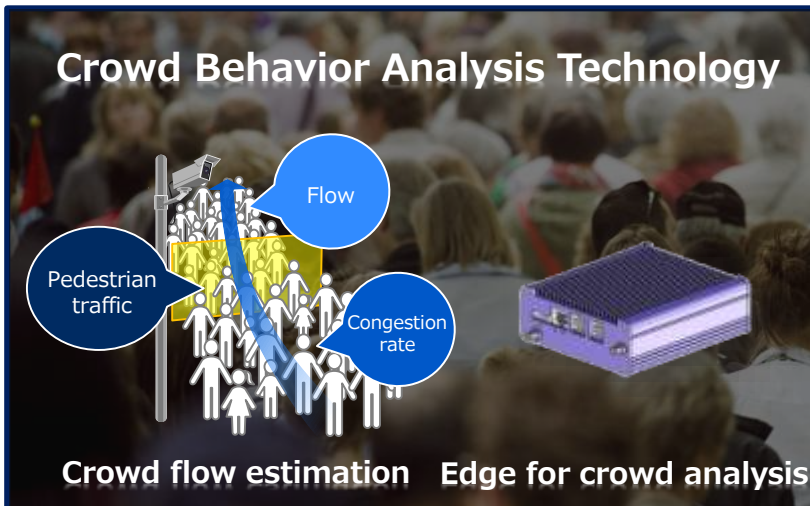 Crowd Behavior Analysis Technology
Flow
Pedestrian
traffic
Congestion
rate
Crowd flow estimation
Edge for crowd analysis